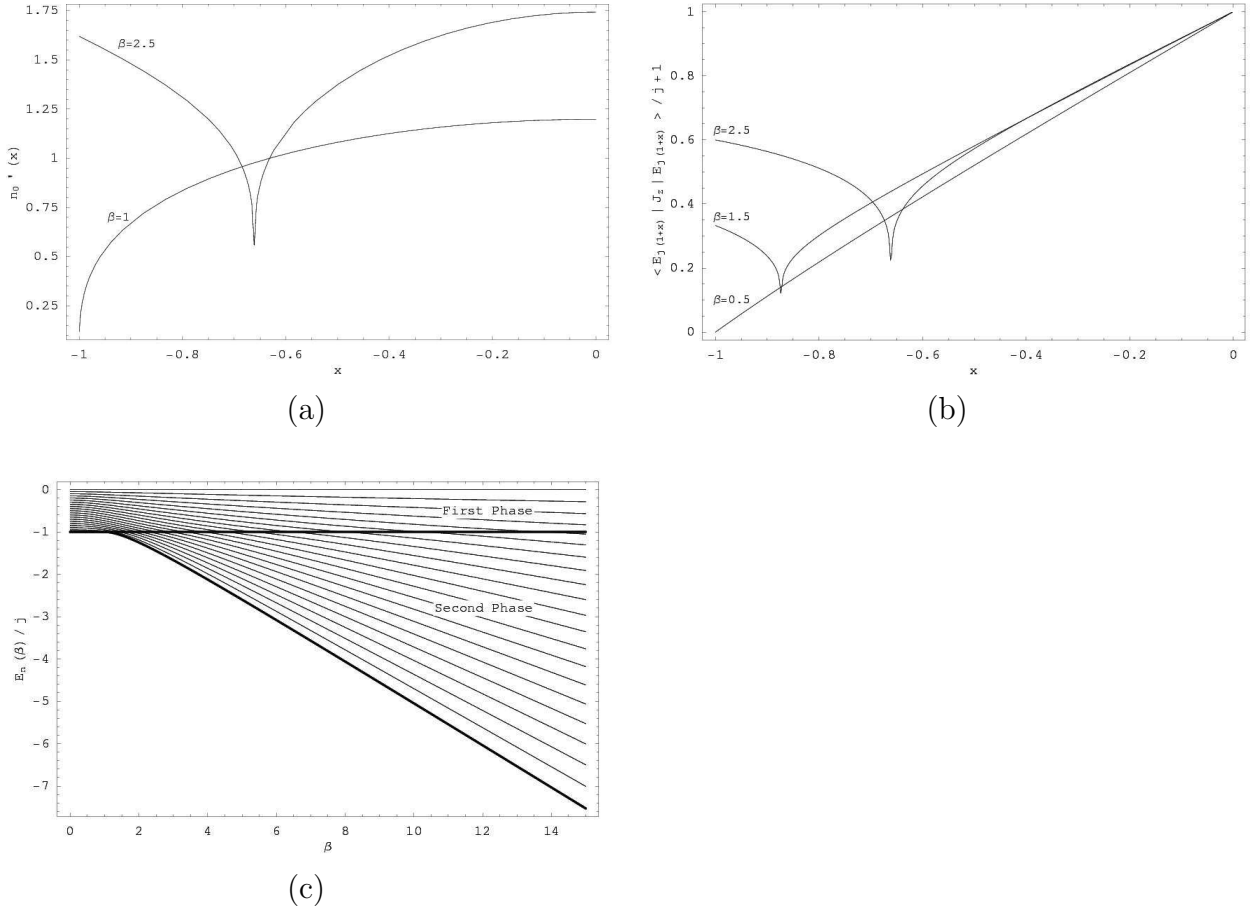 1.75
1.5
1.25
1
0.75
0.5
0.25
n₀ ' (x)
β=2.5
β=1
-1 -0.8 -0.6 -0.4 -0.2 0
x
(a)
1
0.8
0.6
0.4
0.2
0
< E_{j (1+x)} | J_z | E_{j (1+x)} > / j + 1
β=2.5
β=1.5
β=0.5
-1 -0.8 -0.6 -0.4 -0.2 0
x
(b)
0
-1
-2
-3
-4
-5
-6
-7
E_n (β) / j
First Phase
Second Phase
0 2 4 6 8 10 12 14
β
(c)